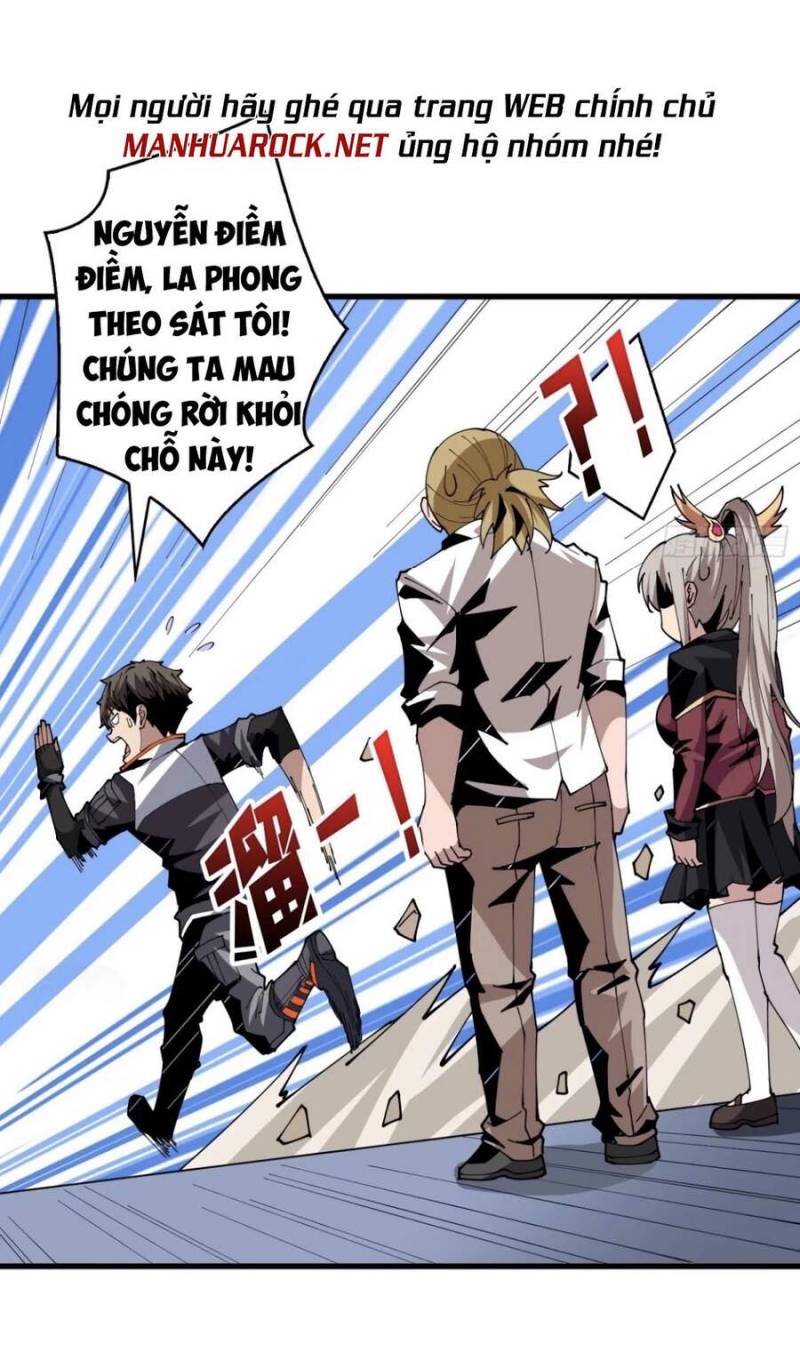 Mọi người hãy ghé qua trang WEB chính chủ
MANHUAROCK.NET ủng hộ nhóm nhé!
NGUYỄN ĐIỀM
ĐIỀM, LA PHONG
THEO SÁT TÔI!
CHÚNG TA MAU
CHÓNG RỜI KHỎI
CHỖ NÀY!
?!
溜一!